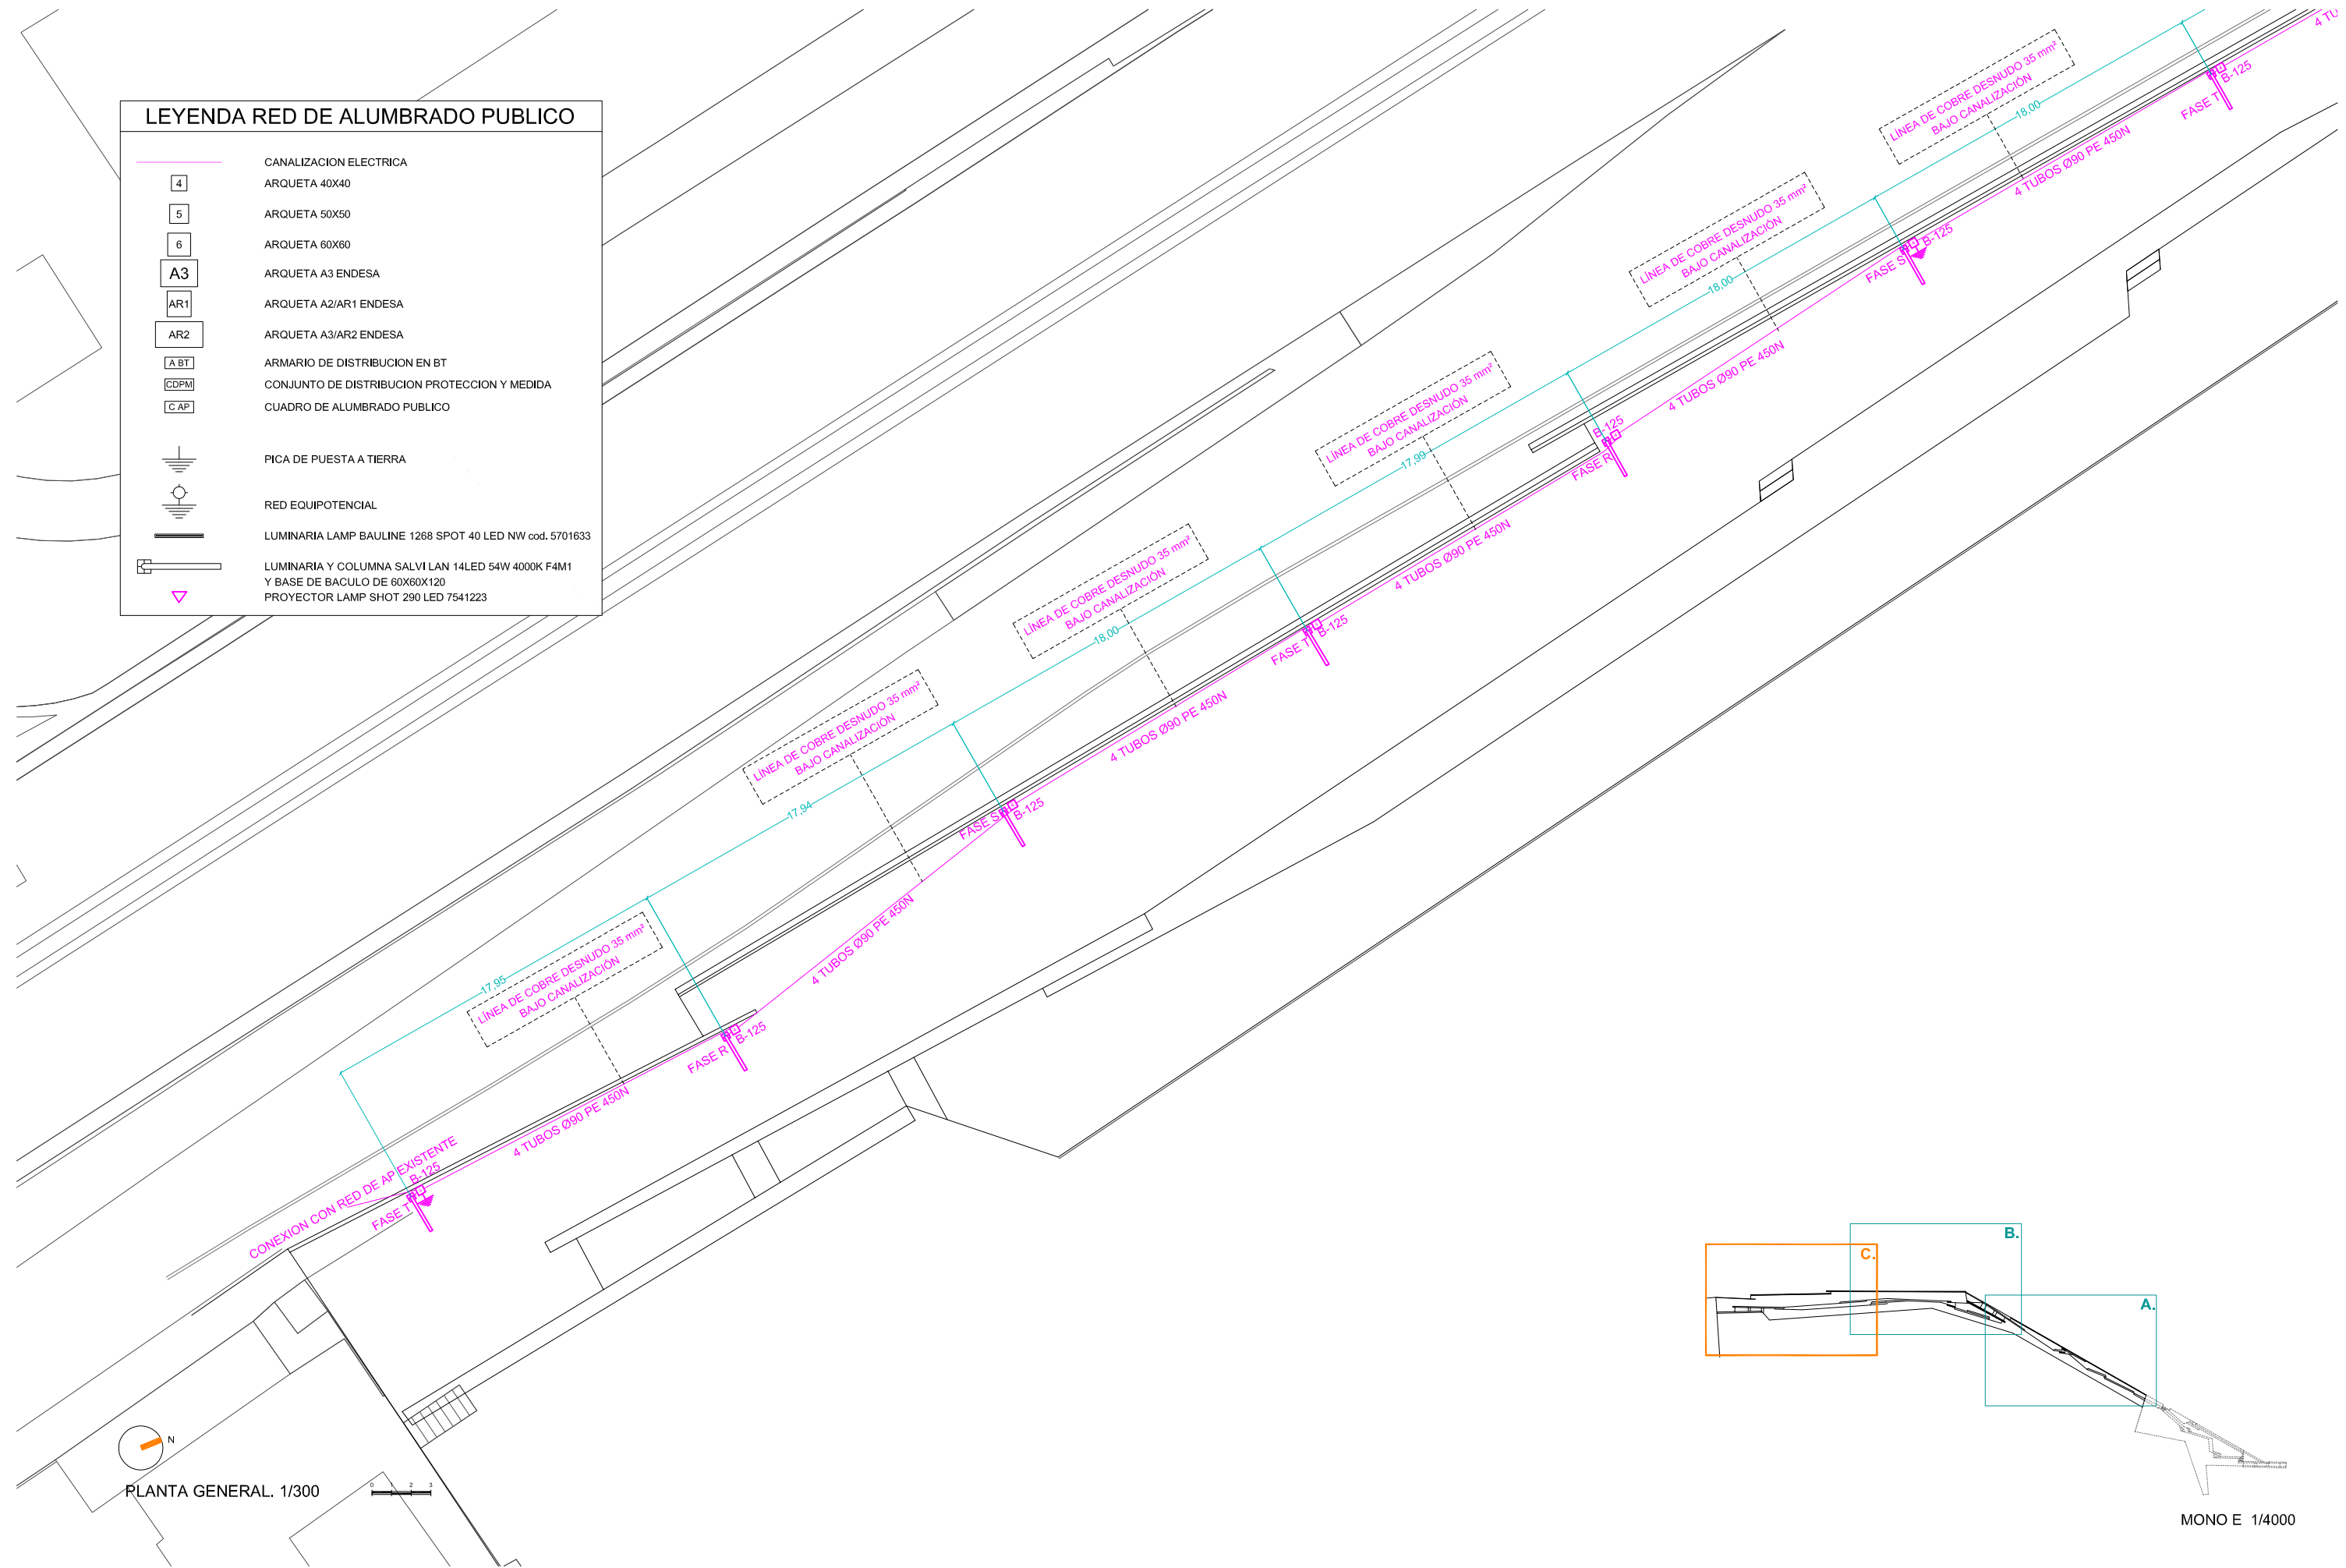 LEYENDA RED DE ALUMBRADO PUBLICO
CANALIZACION ELECTRICA
4 ARQUETA 40X40
5 ARQUETA 50X50
6 ARQUETA 60X60
A3 ARQUETA A3 ENDESA
AR1 ARQUETA A2/AR1 ENDESA
AR2 ARQUETA A3/AR2 ENDESA
A BT ARMARIO DE DISTRIBUCION EN BT
CDPM CONJUNTO DE DISTRIBUCION PROTECCION Y MEDIDA
C AP CUADRO DE ALUMBRADO PUBLICO
PICA DE PUESTA A TIERRA
RED EQUIPOTENCIAL
LUMINARIA LAMP BAULINE 1268 SPOT 40 LED NW cod. 5701633
LUMINARIA Y COLUMNA SALVI LAN 14LED 54W 4000K F4M1
Y BASE DE BACULO DE 60X60X120
PROYECTOR LAMP SHOT 290 LED 7541223
4 TU
B-125
FASE T
LÍNEA DE COBRE DESNUDO 35 mm²
BAJO CANALIZACIÓN
18,00
4 TUBOS Ø90 PE 450N
B-125
FASE S
LÍNEA DE COBRE DESNUDO 35 mm²
BAJO CANALIZACIÓN
18,00
4 TUBOS Ø90 PE 450N
B-125
FASE R
LÍNEA DE COBRE DESNUDO 35 mm²
BAJO CANALIZACIÓN
17,99
4 TUBOS Ø90 PE 450N
B-125
FASE T
LÍNEA DE COBRE DESNUDO 35 mm²
BAJO CANALIZACIÓN
18,00
4 TUBOS Ø90 PE 450N
B-125
FASE S
LÍNEA DE COBRE DESNUDO 35 mm²
BAJO CANALIZACIÓN
17,94
4 TUBOS Ø90 PE 450N
B-125
FASE R
LÍNEA DE COBRE DESNUDO 35 mm²
BAJO CANALIZACIÓN
17,95
4 TUBOS Ø90 PE 450N
CONEXION CON RED DE AP EXISTENTE
B-125
FASE T
B.
C.
A.
N
PLANTA GENERAL. 1/300
0 1 2 3
MONO E 1/4000